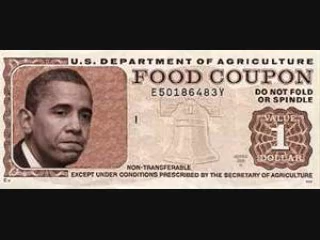 U.S. DEPARTMENT OF AGRICULTURE
FOOD COUPON
E50186483Y
DO NOT FOLD
OR SPINDLE
VALUE
1
DOLLAR
NON-TRANSFERABLE
EXCEPT UNDER CONDITIONS PRESCRIBED BY THE SECRETARY OF AGRICULTURE